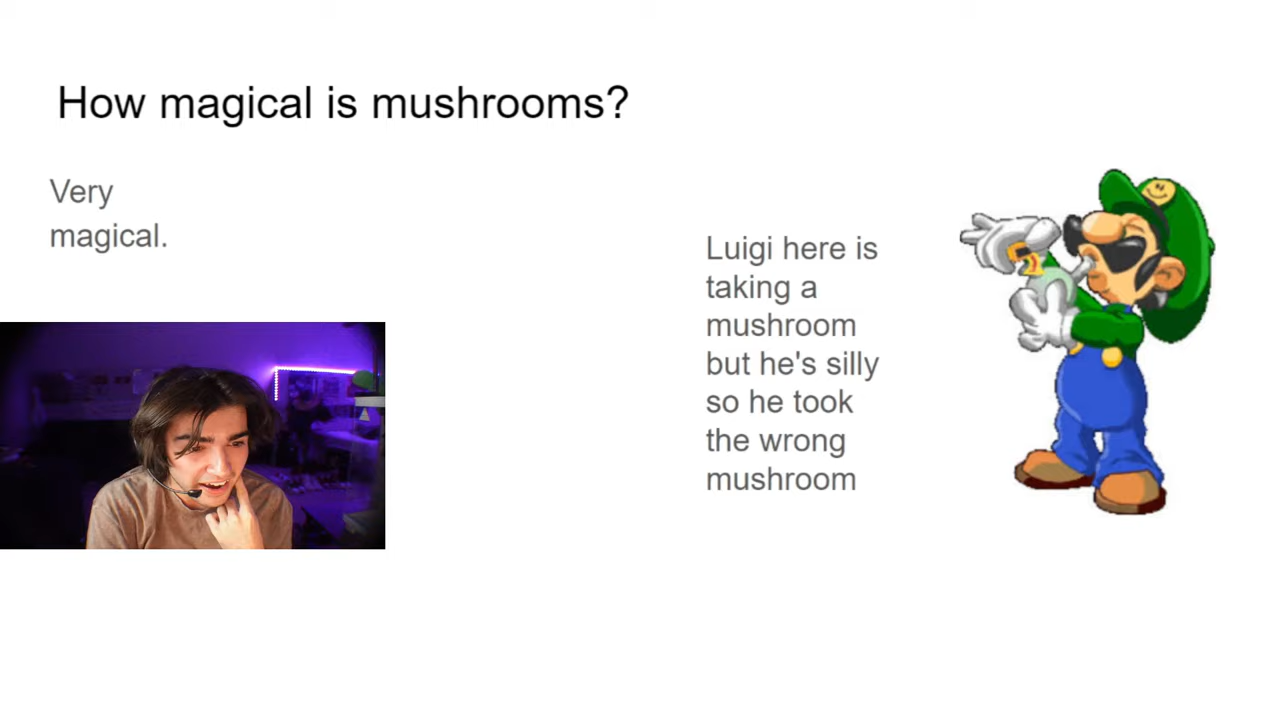 How magical is mushrooms?
Very
magical.
Luigi here is
taking a
mushroom
but he's silly
so he took
the wrong
mushroom